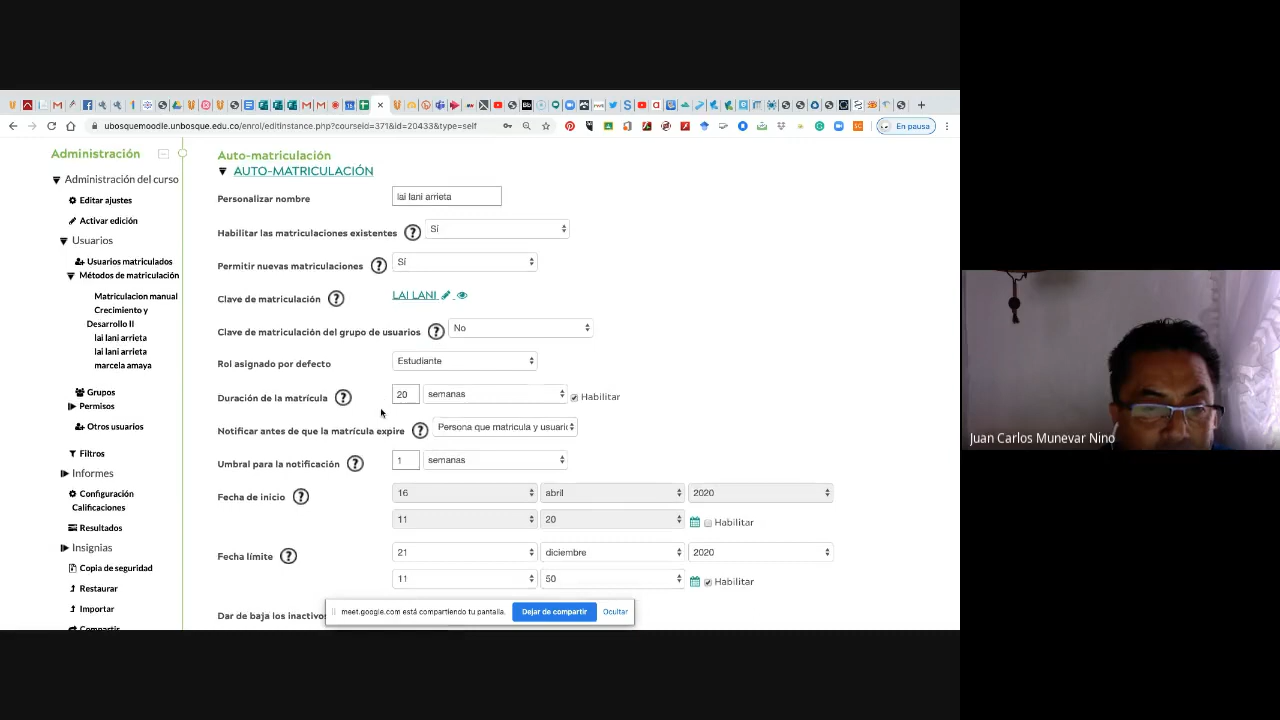 ubosquemoodle.unbosque.edu.co/enrol/editinstance.php?courseid=371&id=20433&type=self
En pausa
Administración
Administración del curso
Editar ajustes
Activar edición
Usuarios
Usuarios matriculados
Métodos de matriculación
Matriculacion manual
Crecimiento y
Desarrollo II
lai lani arrieta
lai lani arrieta
marcela amaya
Grupos
Permisos
Otros usuarios
Filtros
Informes
Configuración
Calificaciones
Resultados
Insignias
Copia de seguridad
Restaurar
Importar
Compartir
Auto-matriculación
AUTO-MATRICULACIÓN
Personalizar nombre
lai lani arrieta
Habilitar las matriculaciones existentes
Sí
Permitir nuevas matriculaciones
Sí
Clave de matriculación
LAI LANI
Clave de matriculación del grupo de usuarios
No
Rol asignado por defecto
Estudiante
Duración de la matrícula
20 semanas Habilitar
Notificar antes de que la matrícula expire
Persona que matricula y usuario
Umbral para la notificación
1 semanas
Fecha de inicio
16 abril 2020
11 20 Habilitar
Fecha límite
21 diciembre 2020
11 50 Habilitar
Dar de baja los inactivos
meet.google.com está compartiendo tu pantalla. Dejar de compartir Ocultar
Juan Carlos Munevar Nino